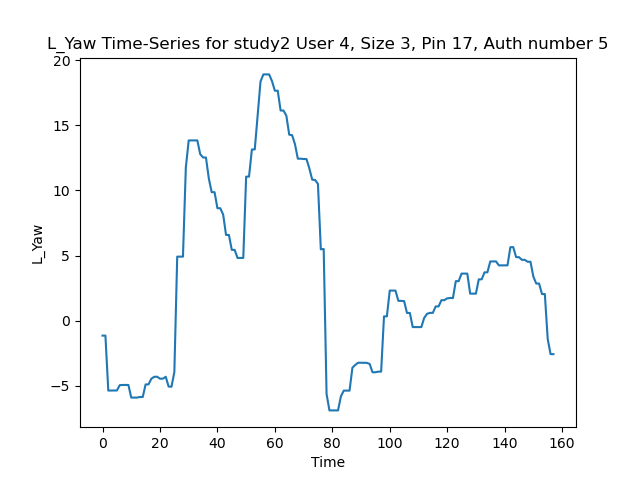 L_Yaw Time-Series for study2 User 4, Size 3, Pin 17, Auth number 5
20
15
10
5
0
−5
L_Yaw
0 20 40 60 80 100 120 140 160
Time